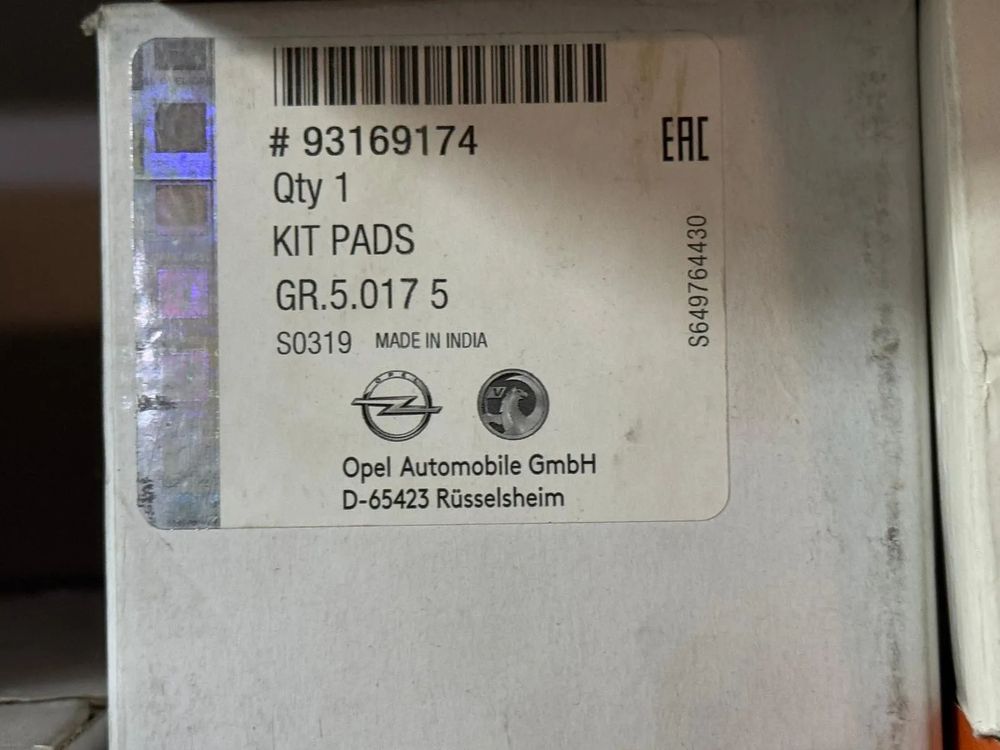 # 93169174
EAC
Qty 1
KIT PADS
GR.5.017 5
S0319 MADE IN INDIA
S649764430
OPEL
V
Opel Automobile GmbH
D-65423 Rüsselsheim